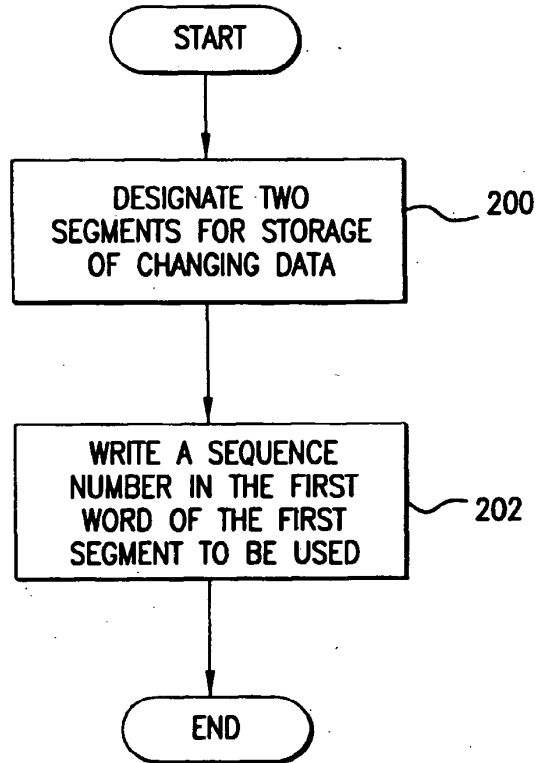 START
DESIGNATE TWO
SEGMENTS FOR STORAGE
OF CHANGING DATA
200
WRITE A SEQUENCE
NUMBER IN THE FIRST
WORD OF THE FIRST
SEGMENT TO BE USED
202
END